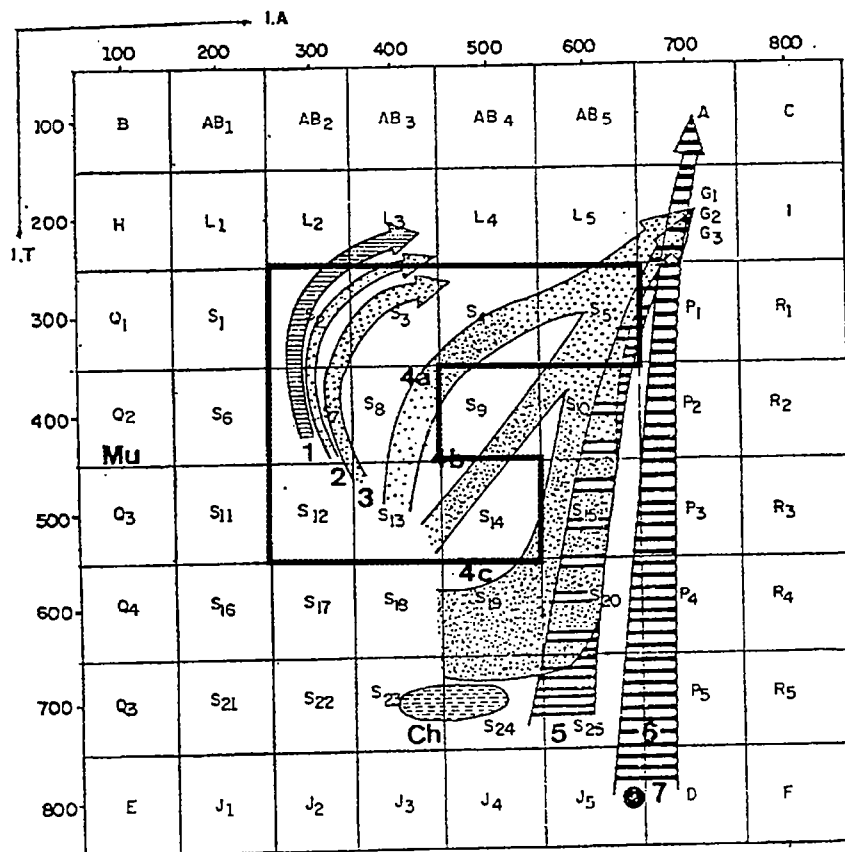 I.A
I.T
100 200 300 400 500 600 700 800
100 B AB1 AB2 AB3 AB4 AB5 A C
200 H L1 L2 L3 L4 L5 G1 G2 G3 I
300 Q1 S1 S3 S4 S5 P1 R1
4a
400 Q2 S6 S8 S9 S10 P2 R2
Mu 1 2 3 b
500 Q3 S11 S12 S13 S14 S15 P3 R3
4c
600 Q4 S16 S17 S18 S19 S20 P4 R4
700 Q3 S21 S22 S23 S24 S25 P5 R5
Ch 5 6
800 E J1 J2 J3 J4 J5 7 D F